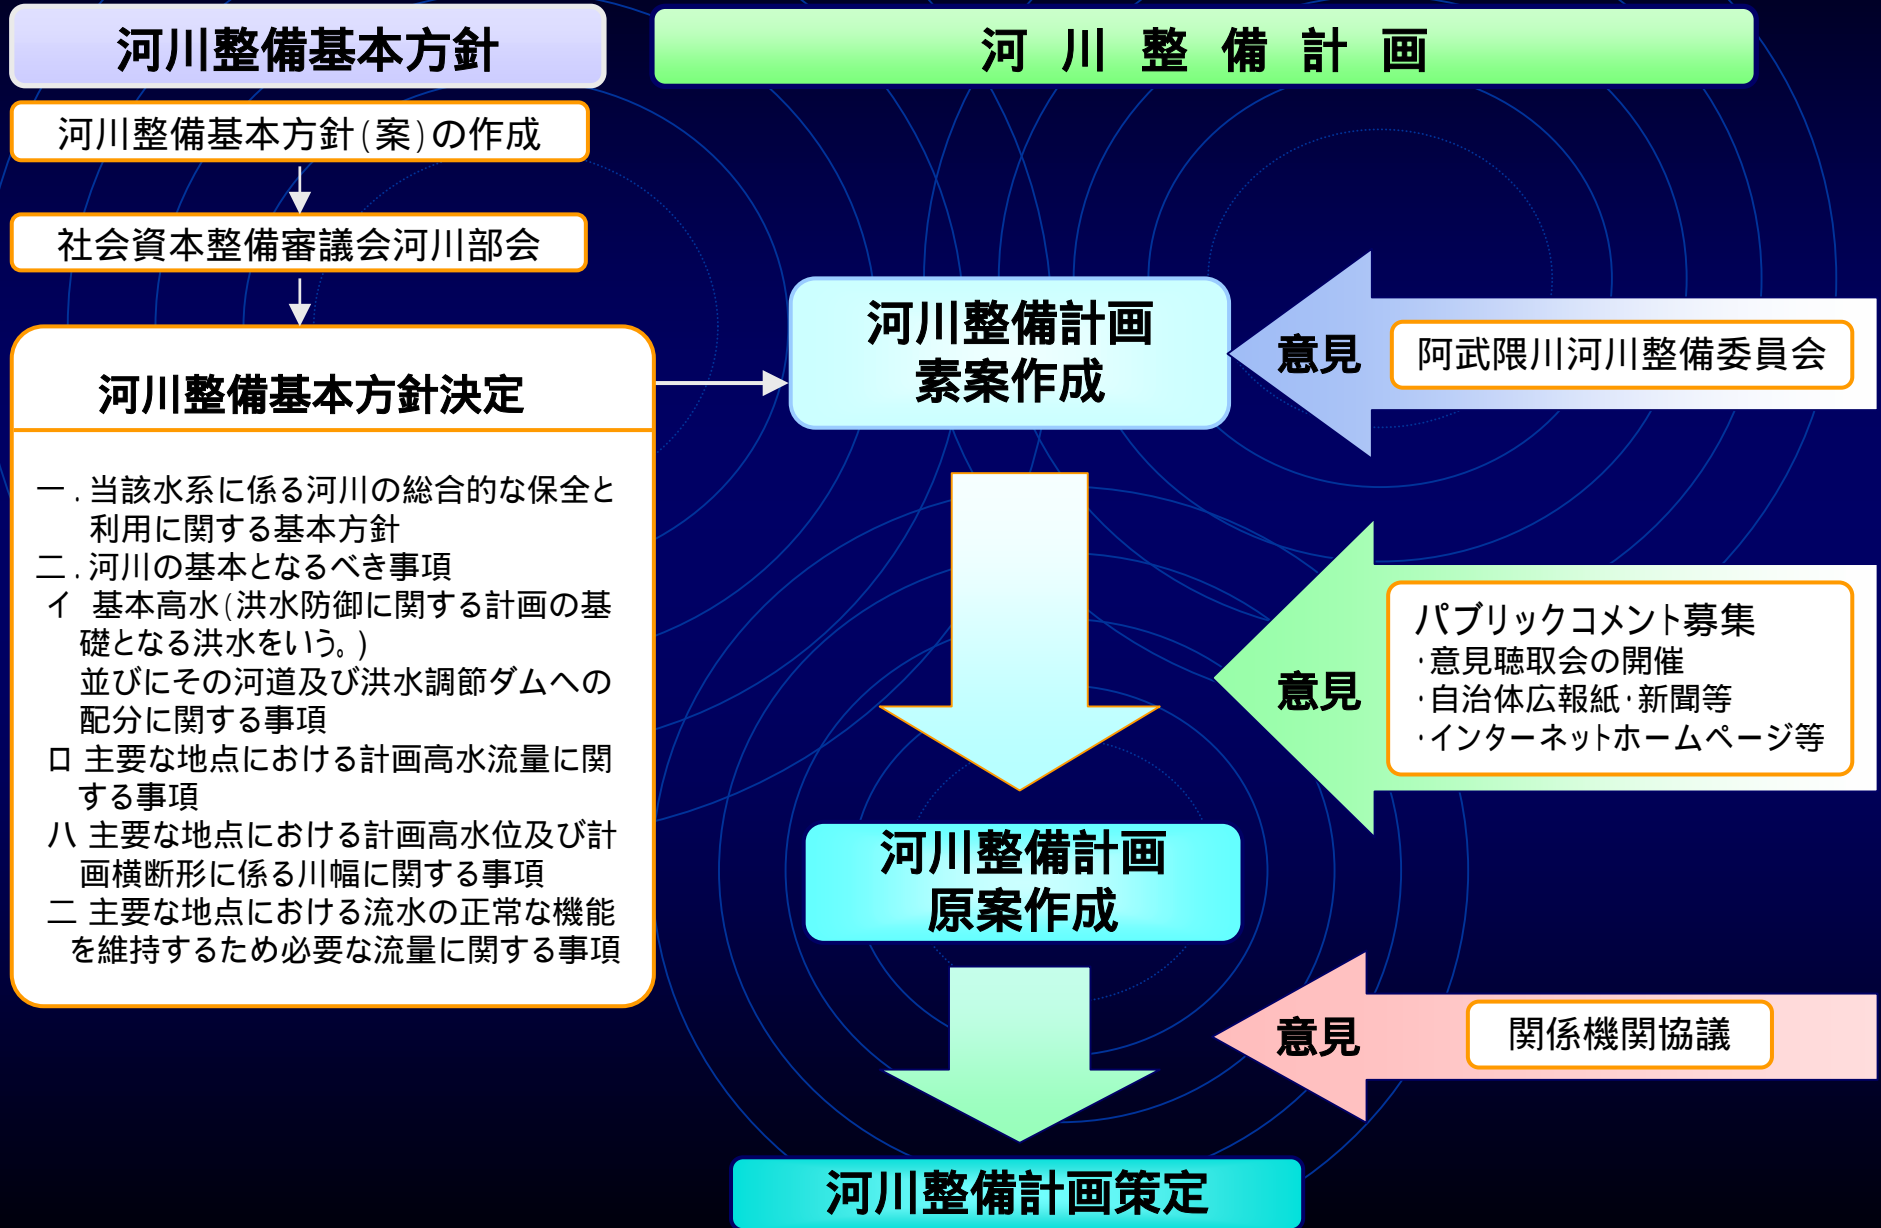 河川整備基本方針
河川整備基本方針(案)の作成
社会資本整備審議会河川部会
河川整備基本方針決定
一．当該水系に係る河川の総合的な保全と
利用に関する基本方針
二．河川の基本となるべき事項
イ 基本高水(洪水防御に関する計画の基
礎となる洪水をいう。)
並びにその河道及び洪水調節ダムへの
配分に関する事項
ロ 主要な地点における計画高水流量に関
する事項
ハ 主要な地点における計画高水位及び計
画横断形に係る川幅に関する事項
ニ 主要な地点における流水の正常な機能
を維持するため必要な流量に関する事項
河川整備計画
河川整備計画
素案作成
意見
阿武隈川河川整備委員会
意見
パブリックコメント募集
・意見聴取会の開催
・自治体広報紙・新聞等
・インターネットホームページ等
河川整備計画
原案作成
意見
関係機関協議
河川整備計画策定